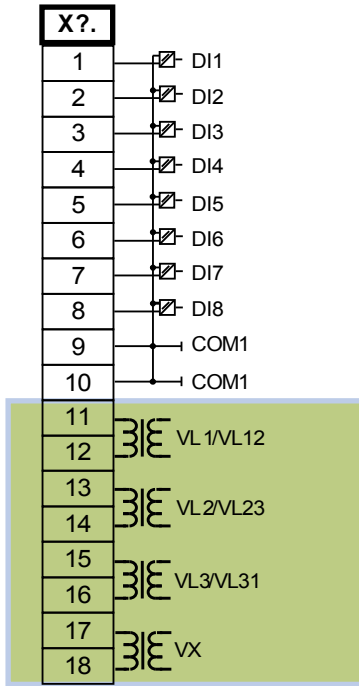 X?.
1 DI1
2 DI2
3 DI3
4 DI4
5 DI5
6 DI6
7 DI7
8 DI8
9 COM1
10 COM1
11
VL1/VL12
12
13
VL2/VL23
14
15
VL3/VL31
16
17
VX
18